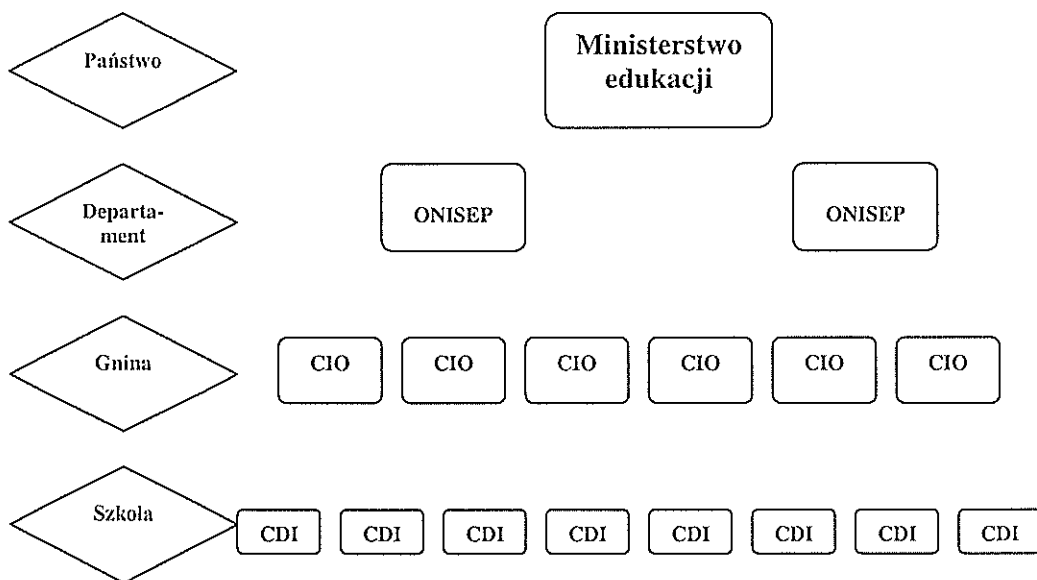 Państwo
Ministerstwo
edukacji
Departa-
ment
ONISEP
ONISEP
Gnina
CIO
CIO
CIO
CIO
CIO
CIO
Szkoła
CDI
CDI
CDI
CDI
CDI
CDI
CDI
CDI